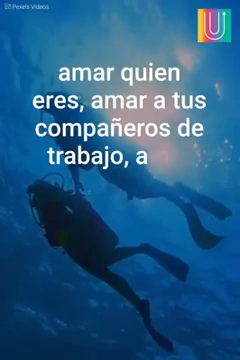 Pexels Videos
U
amar quien
eres, amar a tus
compañeros de
trabajo, a